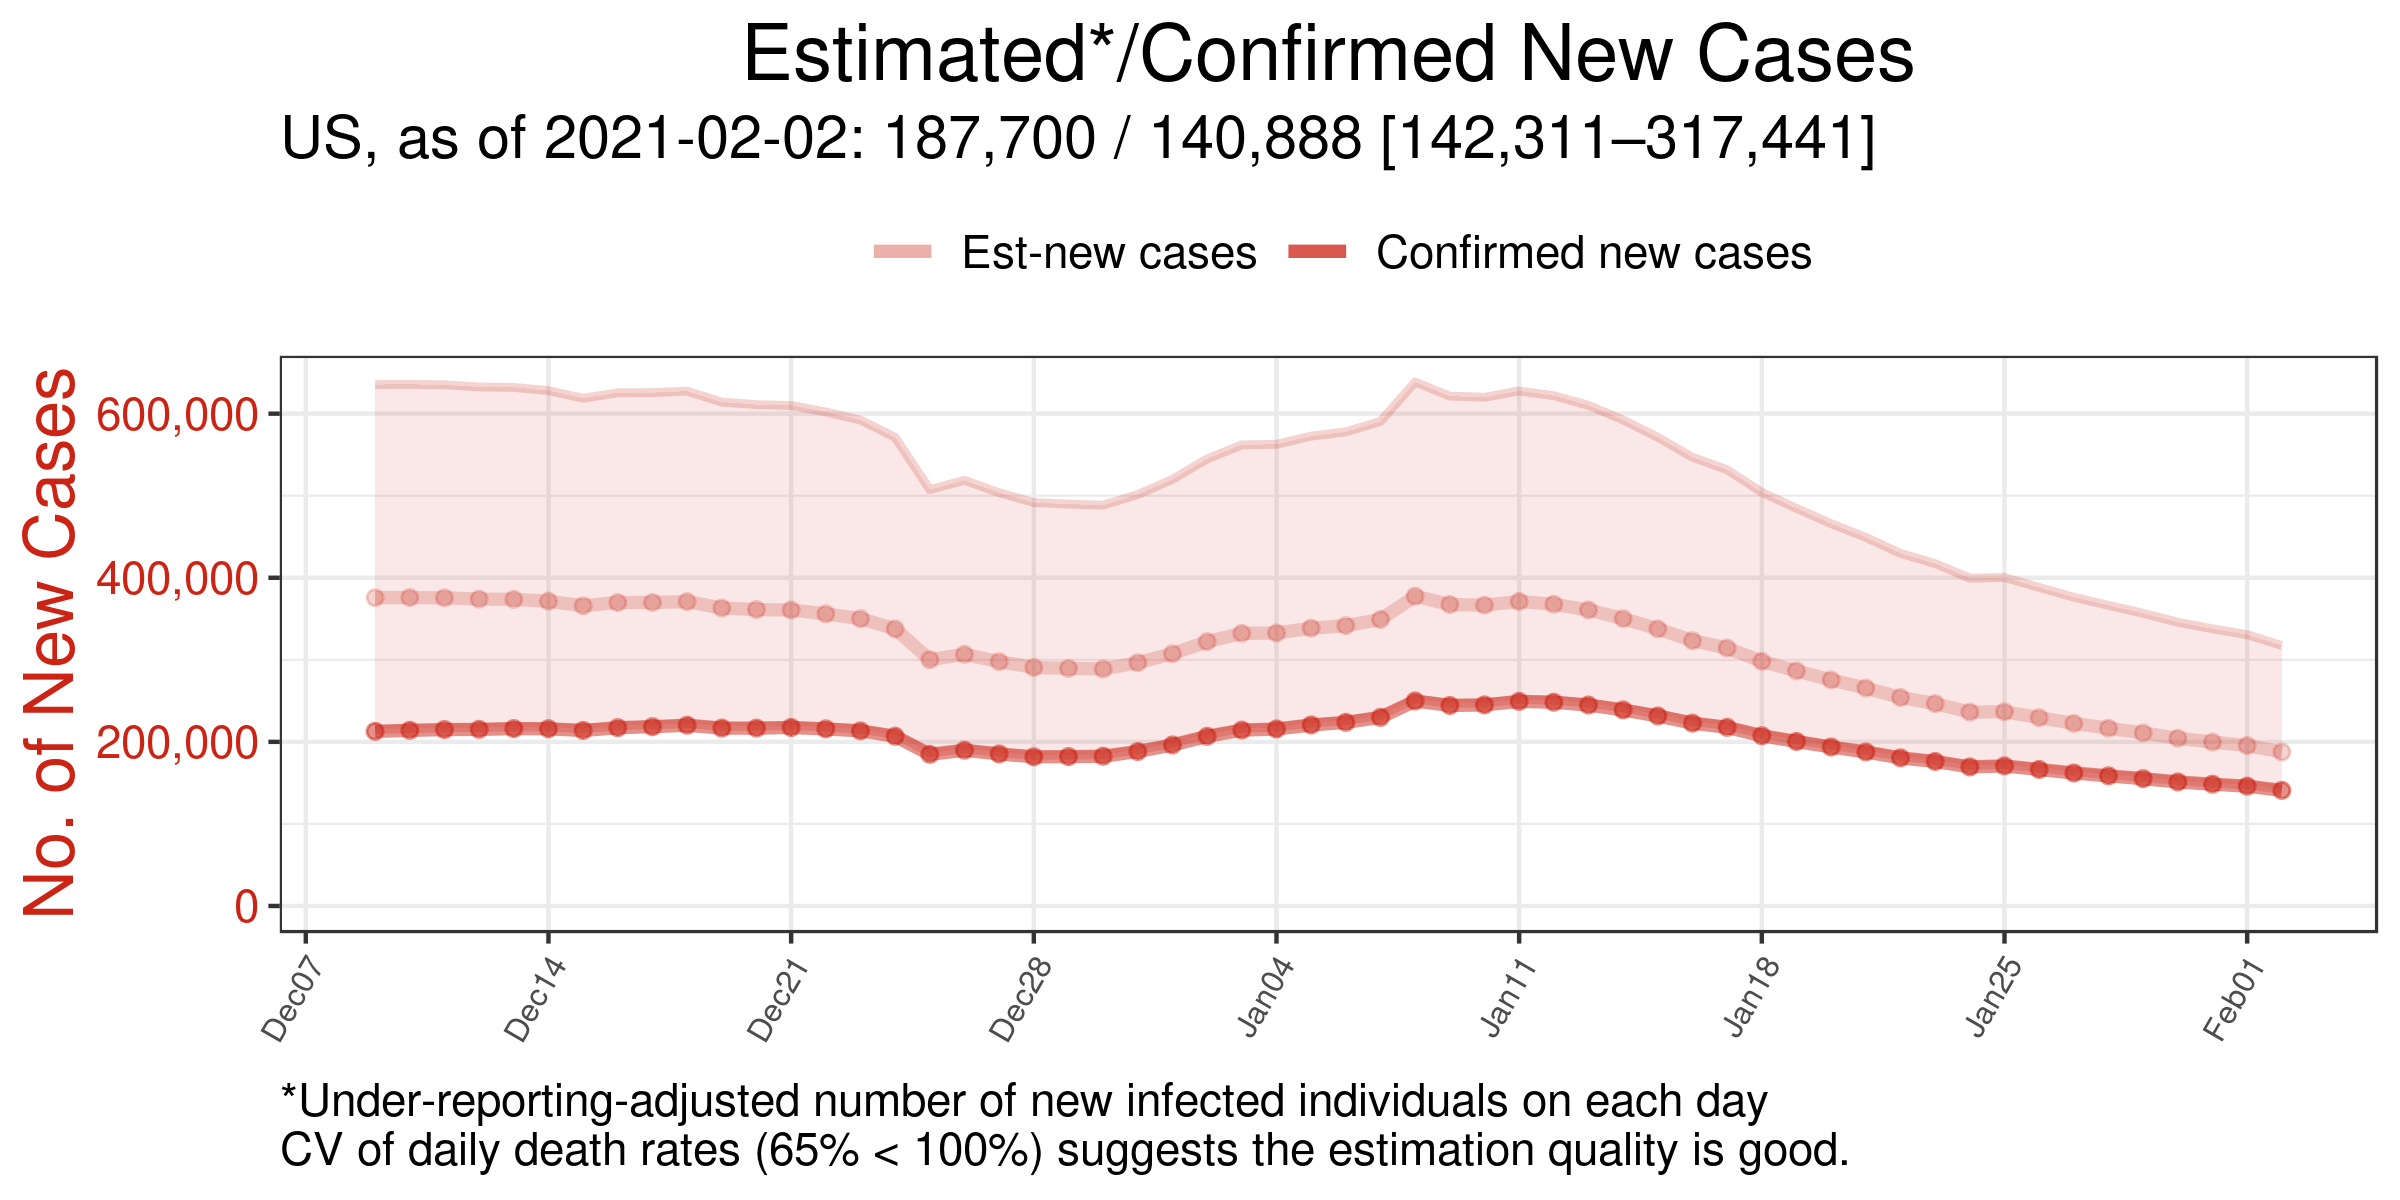 Estimated*/Confirmed New Cases
US, as of 2021-02-02: 187,700 / 140,888 [142,311–317,441]
Est-new cases
Confirmed new cases
No. of New Cases
600,000
400,000
200,000
0
Dec07
Dec14
Dec21
Dec28
Jan04
Jan11
Jan18
Jan25
Feb01
*Under-reporting-adjusted number of new infected individuals on each day
CV of daily death rates (65% < 100%) suggests the estimation quality is good.